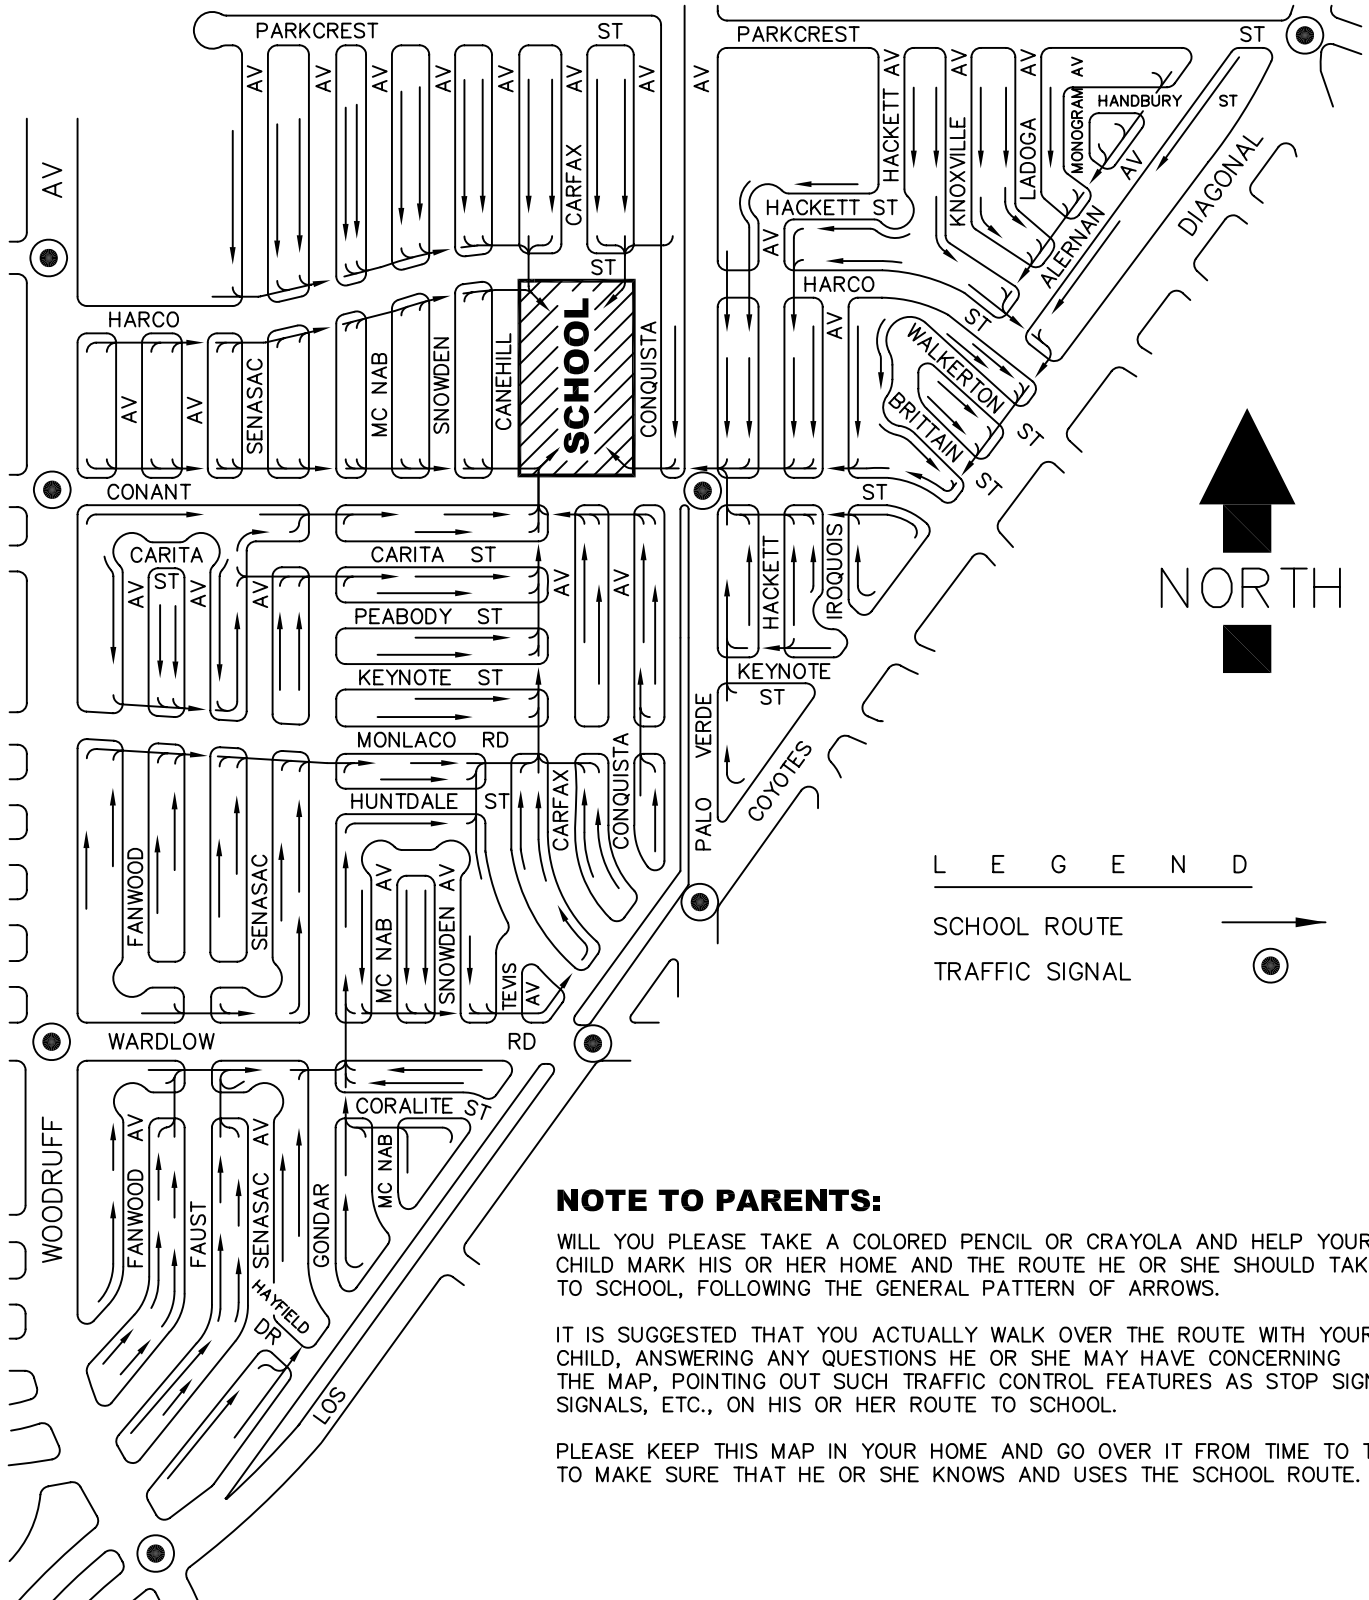 PARKCREST ST
PARKCREST ST
AV
AV
AV
AV
AV
AV
AV
AV
AV
AV
AV
AV
AV
AV
CARFAX
HACKETT
KNOXVILLE
LADOGA
MONOGRAM
HANDBURY ST
AV
ALERNAN
DIAGONAL
HACKETT ST
AV
HARCO
ST
HARCO
ST
AV
AV
SENASAC
MC NAB
SNOWDEN
CANEHILL
SCHOOL
CONQUISTA
AV
WALKERTON
ST
BRITTAIN
ST
CONANT
ST
NORTH
CARITA
ST
AV
AV
AV
CARITA ST
PEABODY ST
KEYNOTE ST
MONLACO RD
HUNTDALE ST
AV
AV
HACKETT
IROQUOIS
KEYNOTE
ST
PALO VERDE
COYOTES
CARFAX
CONQUISTA
FANWOOD
SENASAC
MC NAB AV
SNOWDEN AV
TEVIS
AV
L E G E N D
SCHOOL ROUTE
TRAFFIC SIGNAL
WARDLOW
RD
CORALITE ST
WOODRUFF
FANWOOD AV
FAUST
SENASAC AV
GONDAR
MC NAB
HAYFIELD
DR
LOS
NOTE TO PARENTS:
WILL YOU PLEASE TAKE A COLORED PENCIL OR CRAYOLA AND HELP YOUR
CHILD MARK HIS OR HER HOME AND THE ROUTE HE OR SHE SHOULD TAK
TO SCHOOL, FOLLOWING THE GENERAL PATTERN OF ARROWS.
IT IS SUGGESTED THAT YOU ACTUALLY WALK OVER THE ROUTE WITH YOUR
CHILD, ANSWERING ANY QUESTIONS HE OR SHE MAY HAVE CONCERNING
THE MAP, POINTING OUT SUCH TRAFFIC CONTROL FEATURES AS STOP SIGN
SIGNALS, ETC., ON HIS OR HER ROUTE TO SCHOOL.
PLEASE KEEP THIS MAP IN YOUR HOME AND GO OVER IT FROM TIME TO T
TO MAKE SURE THAT HE OR SHE KNOWS AND USES THE SCHOOL ROUTE.